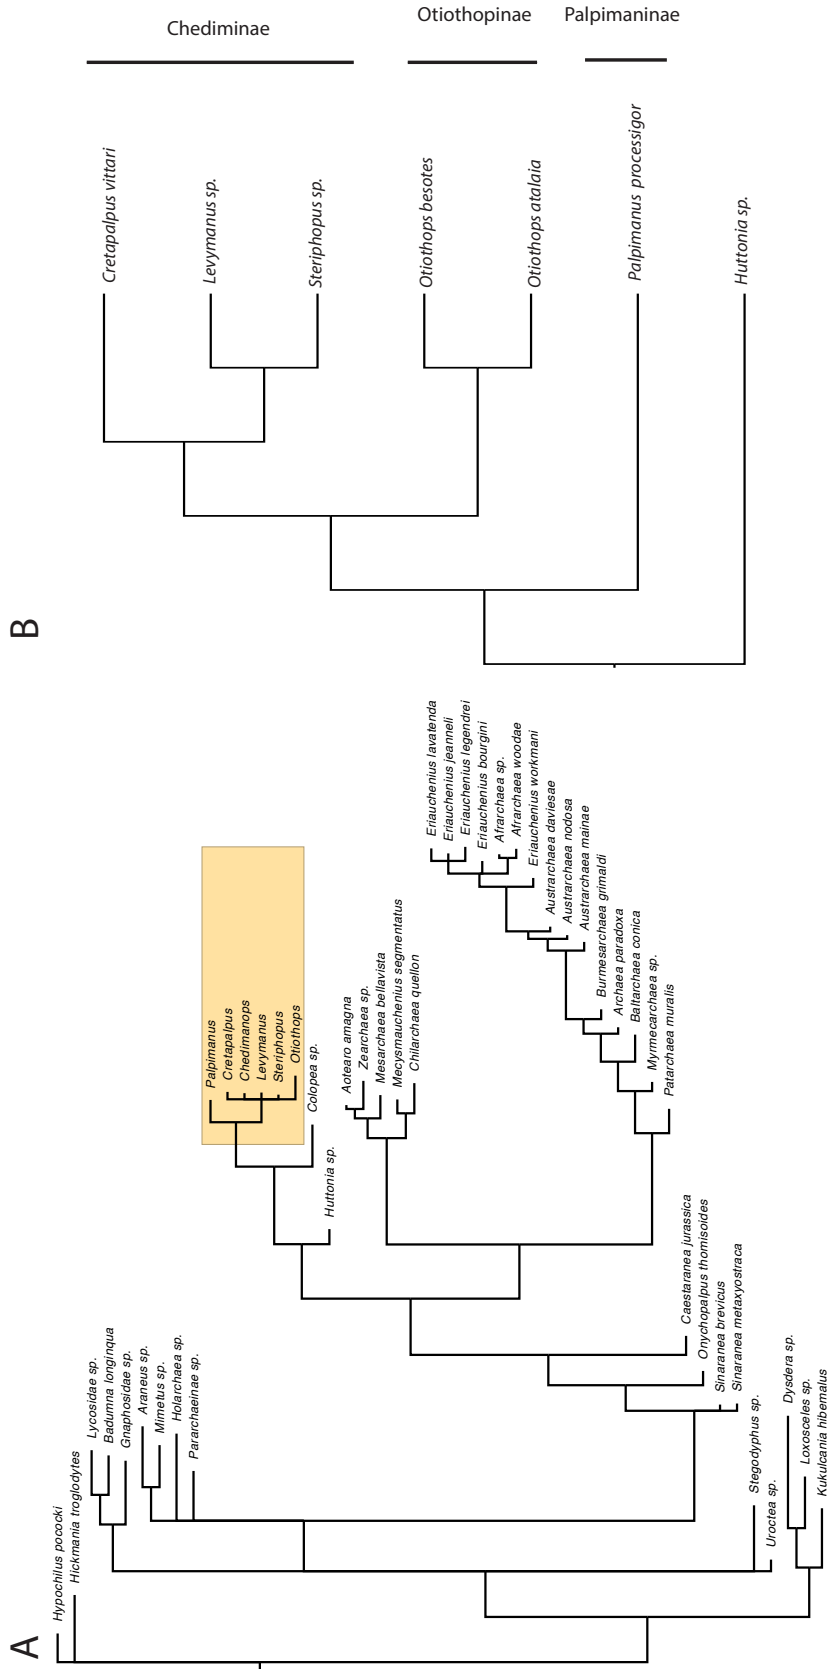 B
Chediminae
Otiothopinae
Palpimaninae
Cretapalpus vittari
Levymanus sp.
Steriphopus sp.
Otiothops besotes
Otiothops atalaia
Palpimanus processigor
Huttonia sp.
A
Hypochilus pococki
Hickmania troglodytes
Lycosidae sp.
Badumna longinqua
Gnaphosidae sp.
Araneus sp.
Mimetus sp.
Holarchaea sp.
Pararchaeinae sp.
Palpimanus
Cretapalpus
Chedimanops
Levymanus
Steriphopus
Otiothops
Colopea sp.
Huttonia sp.
Aotearo amagna
Zearchaea sp.
Mesarchaea bellavista
Mecysmauchenius segmentatus
Chilarchaea quellon
Eriauchenius lavatenda
Eriauchenius jeanneli
Eriauchenius legendrei
Eriauchenius bourgini
Afrarchaea sp.
Afrarchaea woodae
Eriauchenius workmani
Austrarchaea daviesae
Austrarchaea nodosa
Austrarchaea mainae
Burmesarchaea grimaldi
Archaea paradoxa
Baltarchaea conica
Myrmecarchaea sp.
Patarchaea muralis
Caestaranea jurassica
Onychopalpus thomisoides
Sinaranea brevicus
Sinaranea metaxyostraca
Stegodyphus sp.
Uroctea sp.
Dysdera sp.
Loxosceles sp.
Kukulcania hibernalus